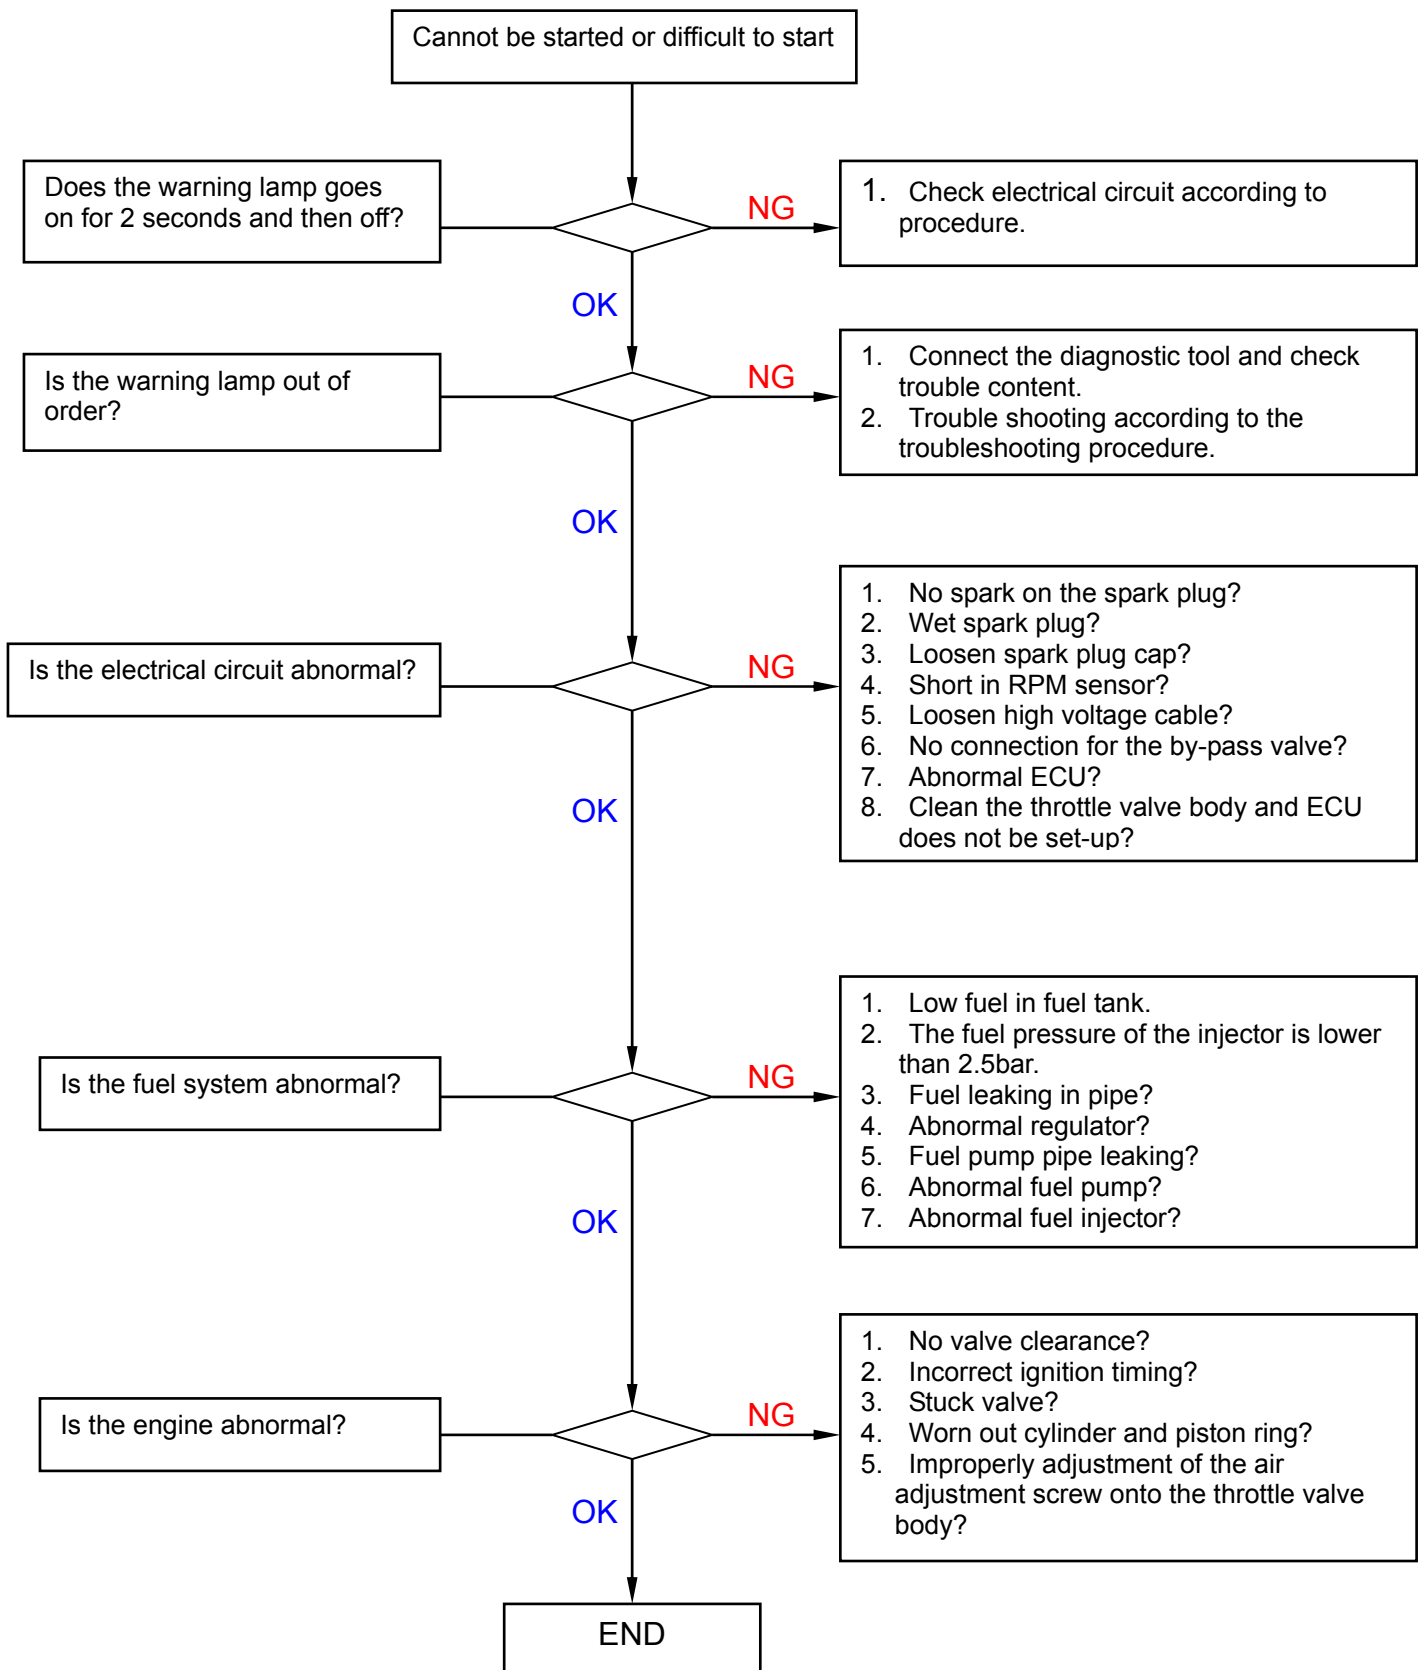 Cannot be started or difficult to start
Does the warning lamp goes
on for 2 seconds and then off?
NG
1. Check electrical circuit according to
procedure.
OK
Is the warning lamp out of
order?
NG
1. Connect the diagnostic tool and check
trouble content.
2. Trouble shooting according to the
troubleshooting procedure.
OK
Is the electrical circuit abnormal?
NG
1. No spark on the spark plug?
2. Wet spark plug?
3. Loosen spark plug cap?
4. Short in RPM sensor?
5. Loosen high voltage cable?
6. No connection for the by-pass valve?
7. Abnormal ECU?
8. Clean the throttle valve body and ECU
does not be set-up?
OK
Is the fuel system abnormal?
NG
1. Low fuel in fuel tank.
2. The fuel pressure of the injector is lower
than 2.5bar.
3. Fuel leaking in pipe?
4. Abnormal regulator?
5. Fuel pump pipe leaking?
6. Abnormal fuel pump?
7. Abnormal fuel injector?
OK
Is the engine abnormal?
NG
1. No valve clearance?
2. Incorrect ignition timing?
3. Stuck valve?
4. Worn out cylinder and piston ring?
5. Improperly adjustment of the air
adjustment screw onto the throttle valve
body?
OK
END